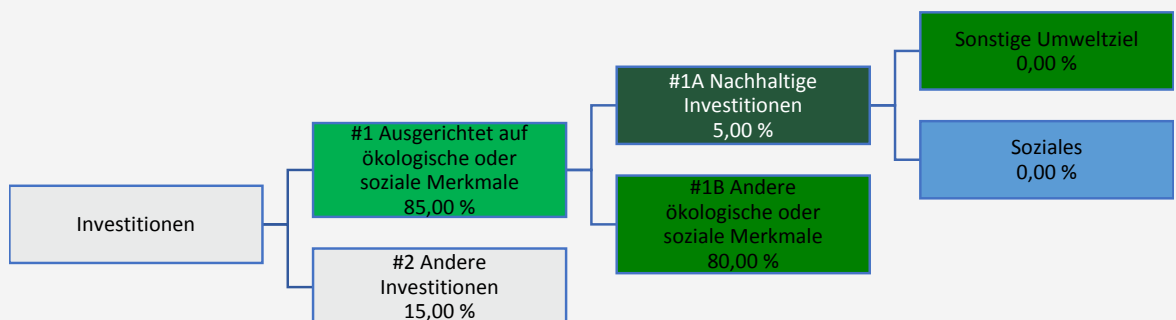 Investitionen
#1 Ausgerichtet auf
ökologische oder
soziale Merkmale
85,00 %
#2 Andere
Investitionen
15,00 %
#1A Nachhaltige
Investitionen
5,00 %
#1B Andere
ökologische oder
soziale Merkmale
80,00 %
Sonstige Umweltziel
0,00 %
Soziales
0,00 %